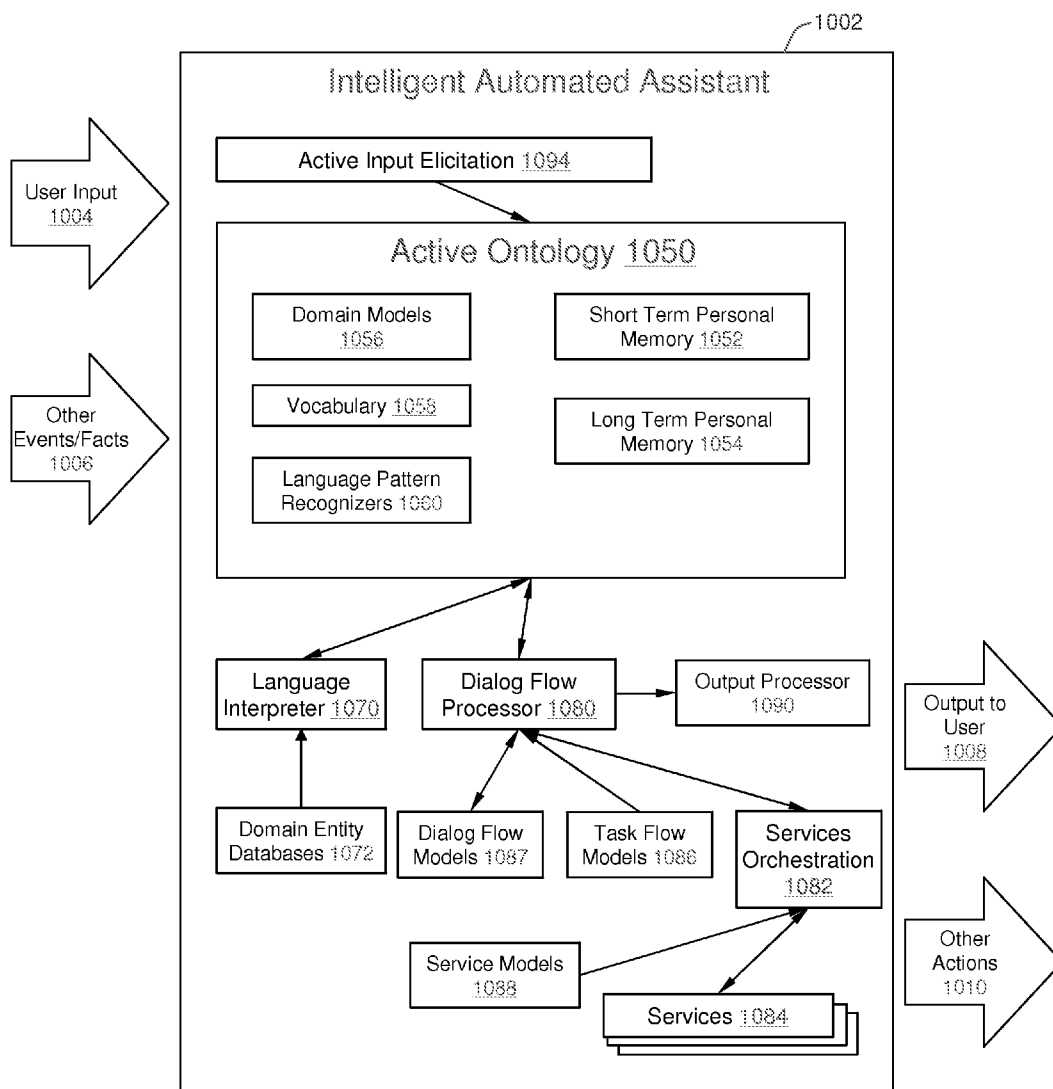 1002
Intelligent Automated Assistant
Active Input Elicitation 1094
User Input
1004
Active Ontology 1050
Domain Models
1056
Short Term Personal
Memory 1052
Vocabulary 1058
Other
Events/Facts
1006
Long Term Personal
Memory 1054
Language Pattern
Recognizers 1060
Language
Interpreter 1070
Dialog Flow
Processor 1080
Output Processor
1090
Output to
User
1008
Domain Entity
Databases 1072
Dialog Flow
Models 1087
Task Flow
Models 1086
Services
Orchestration
1082
Service Models
1088
Other
Actions
1010
Services 1084